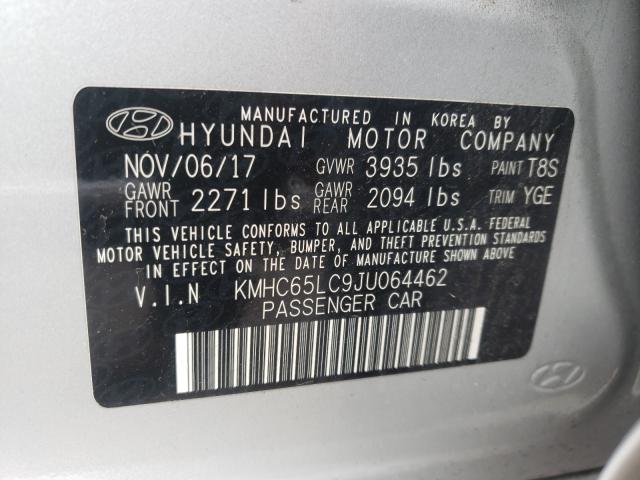 MANUFACTURED IN KOREA BY
HYUNDAI MOTOR COMPANY
NOV/06/17 GVWR 3935 lbs PAINT T8S
GAWR FRONT 2271 lbs GAWR REAR 2094 lbs TRIM YGE
THIS VEHICLE CONFORMS TO ALL APPLICABLE U.S.A. FEDERAL
MOTOR VEHICLE SAFETY, BUMPER, AND THEFT PREVENTION STANDARDS
IN EFFECT ON THE DATE OF MANUFACTURE SHOWN ABOVE
V.I.N KMHC65LC9JU064462
PASSENGER CAR